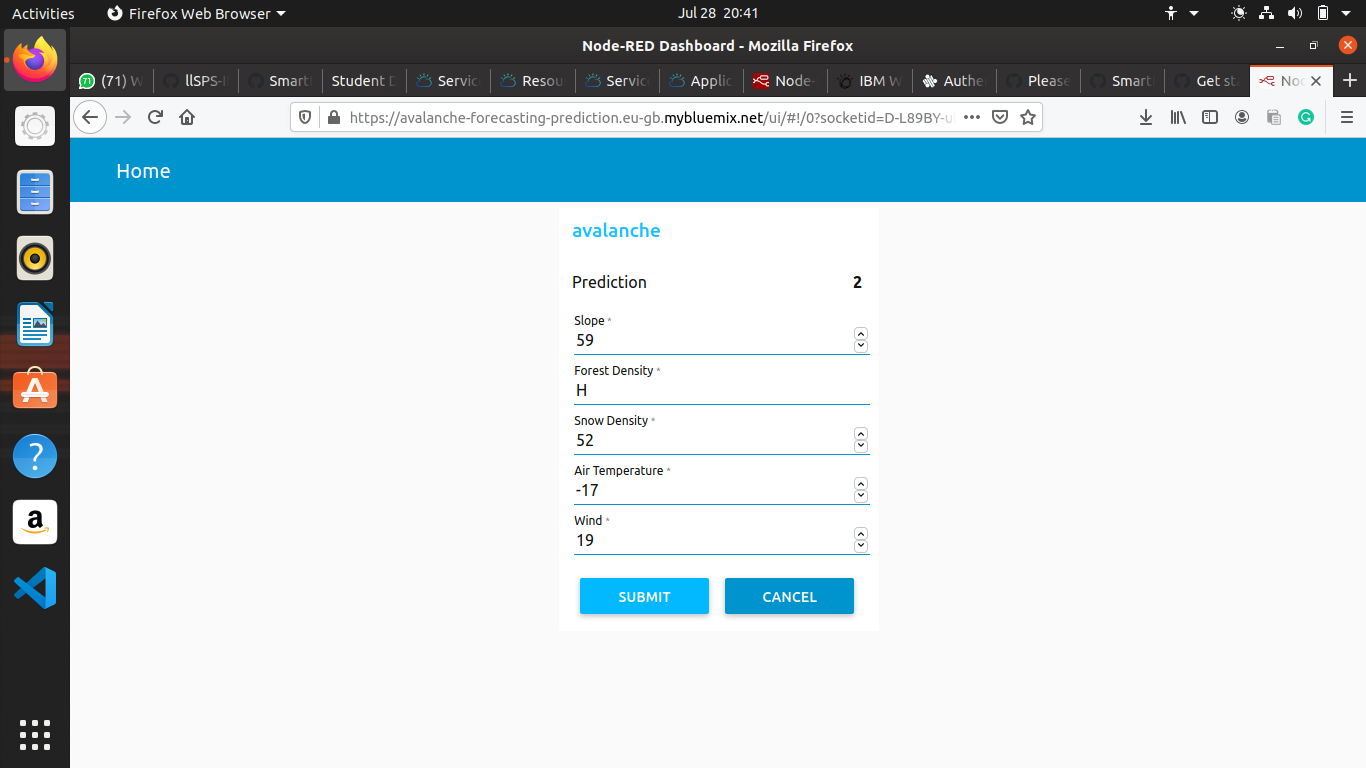 Activities Firefox Web Browser Jul 28 20:41
Node-RED Dashboard - Mozilla Firefox
(71) W llSPS-I Smart Student D Service Resou Service Applic Node- IBM W Authe Please Smart Get st Nod
https://avalanche-forecasting-prediction.eu-gb.mybluemix.net/ui/#!/0?socketid=D-L89BY-u
Home
avalanche
Prediction 2
Slope *
59
Forest Density *
H
Snow Density *
52
Air Temperature *
-17
Wind *
19
SUBMIT CANCEL